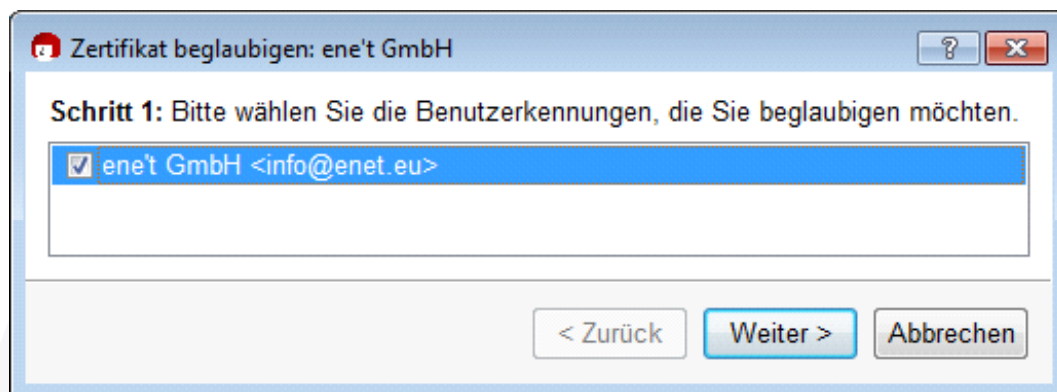 Zertifikat beglaubigen: ene't GmbH
?
Schritt 1: Bitte wählen Sie die Benutzerkennungen, die Sie beglaubigen möchten.
ene't GmbH <info@enet.eu>
< Zurück Weiter > Abbrechen